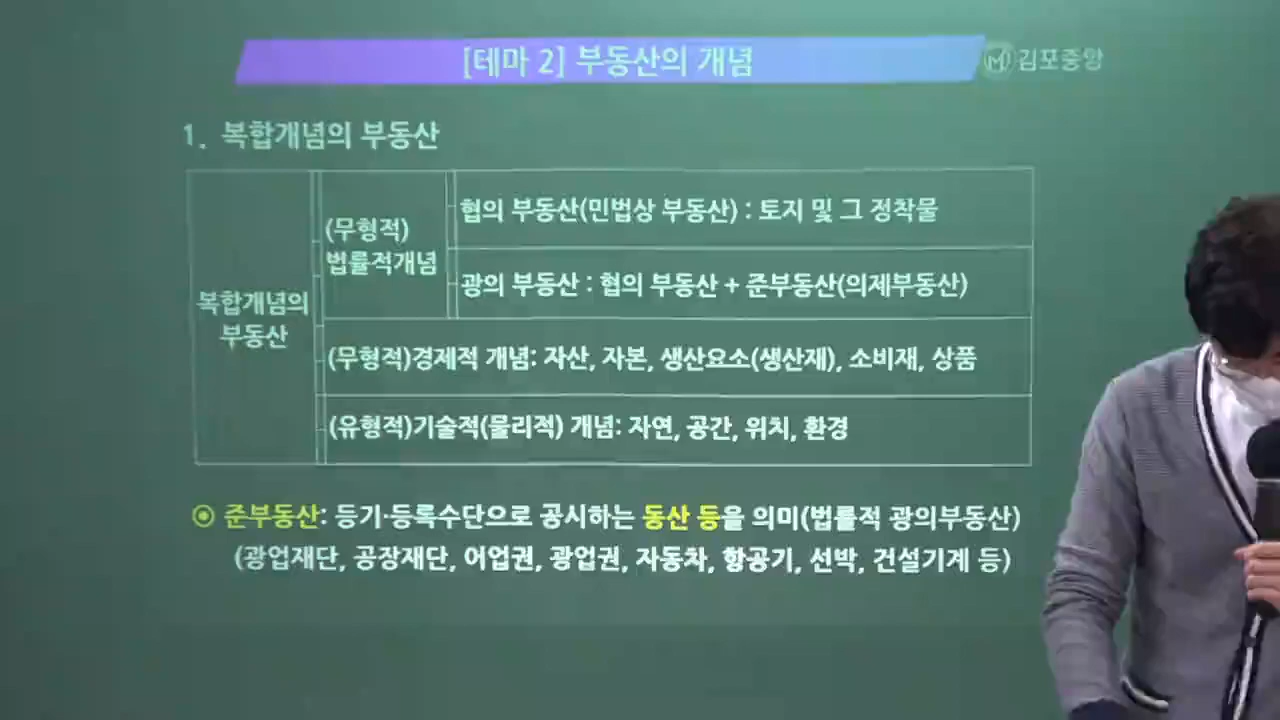 [테마 2] 부동산의 개념
김포중앙
1. 복합개념의 부동산
복합개념의
부동산
(무형적)
법률적개념
협의 부동산(민법상 부동산) : 토지 및 그 정착물
광의 부동산 : 협의 부동산 + 준부동산(의제부동산)
(무형적)경제적 개념: 자산, 자본, 생산요소(생산재), 소비재, 상품
(유형적)기술적(물리적) 개념: 자연, 공간, 위치, 환경
⦿ 준부동산: 등기·등록수단으로 공시하는 동산 등을 의미(법률적 광의부동산)
(광업재단, 공장재단, 어업권, 광업권, 자동차, 항공기, 선박, 건설기계 등)